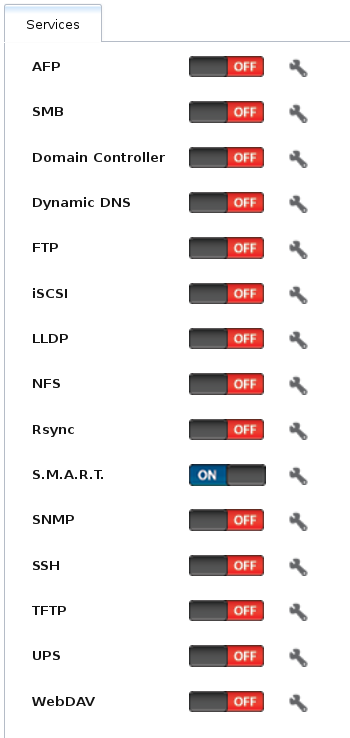 Services
AFP OFF
SMB OFF
Domain Controller OFF
Dynamic DNS OFF
FTP OFF
iSCSI OFF
LLDP OFF
NFS OFF
Rsync OFF
S.M.A.R.T. ON
SNMP OFF
SSH OFF
TFTP OFF
UPS OFF
WebDAV OFF